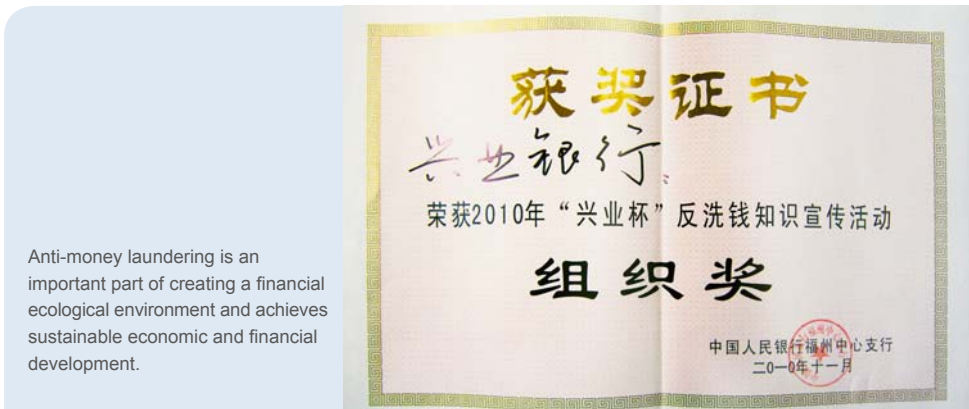 Anti-money laundering is an
important part of creating a financial
ecological environment and achieves
sustainable economic and financial
development.
获奖证书
兴业银行：
荣获2010年“兴业杯”反洗钱知识宣传活动
组织奖
中国人民银行福州中心支行
二0一0年十一月